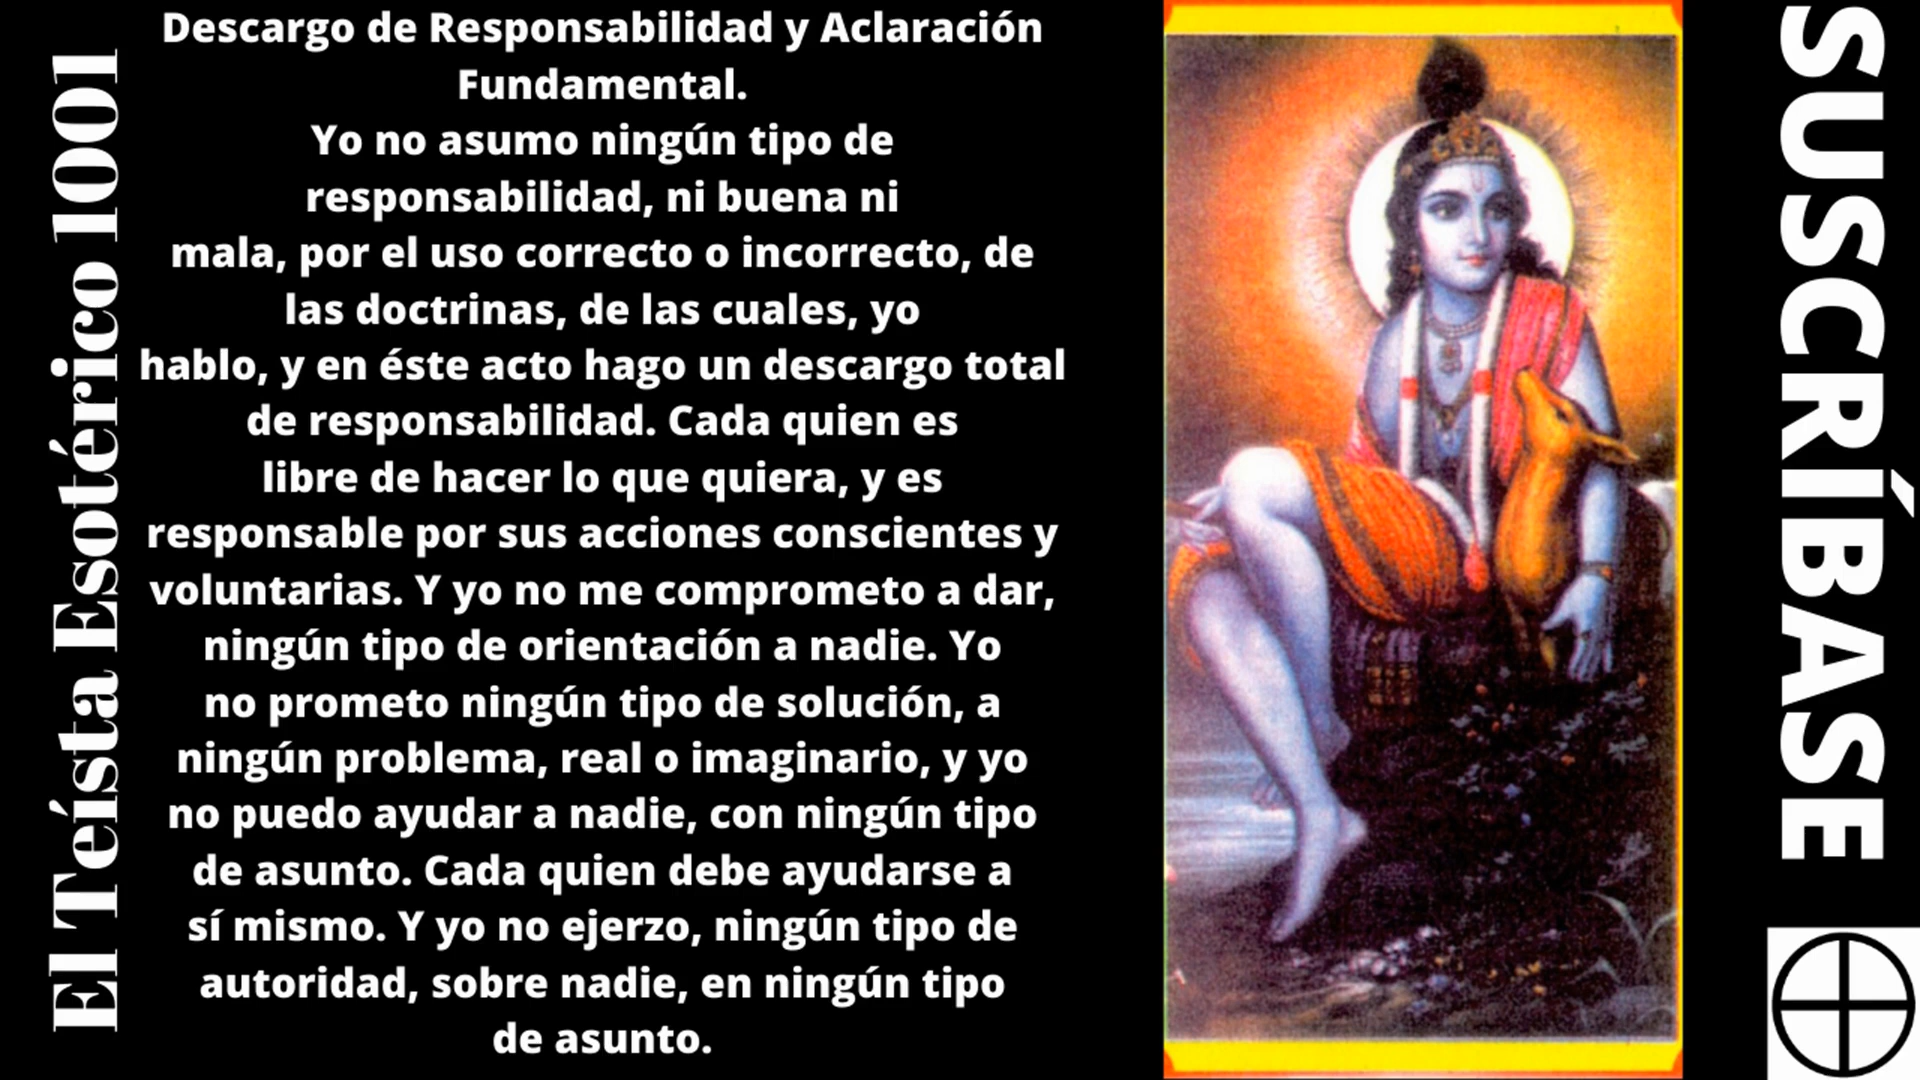 El Teísta Esotérico 1001
Descargo de Responsabilidad y Aclaración
Fundamental.
Yo no asumo ningún tipo de
responsabilidad, ni buena ni
mala, por el uso correcto o incorrecto, de
las doctrinas, de las cuales, yo
hablo, y en éste acto hago un descargo total
de responsabilidad. Cada quien es
libre de hacer lo que quiera, y es
responsable por sus acciones conscientes y
voluntarias. Y yo no me comprometo a dar,
ningún tipo de orientación a nadie. Yo
no prometo ningún tipo de solución, a
ningún problema, real o imaginario, y yo
no puedo ayudar a nadie, con ningún tipo
de asunto. Cada quien debe ayudarse a
sí mismo. Y yo no ejerzo, ningún tipo de
autoridad, sobre nadie, en ningún tipo
de asunto.
SUSCRÍBASE